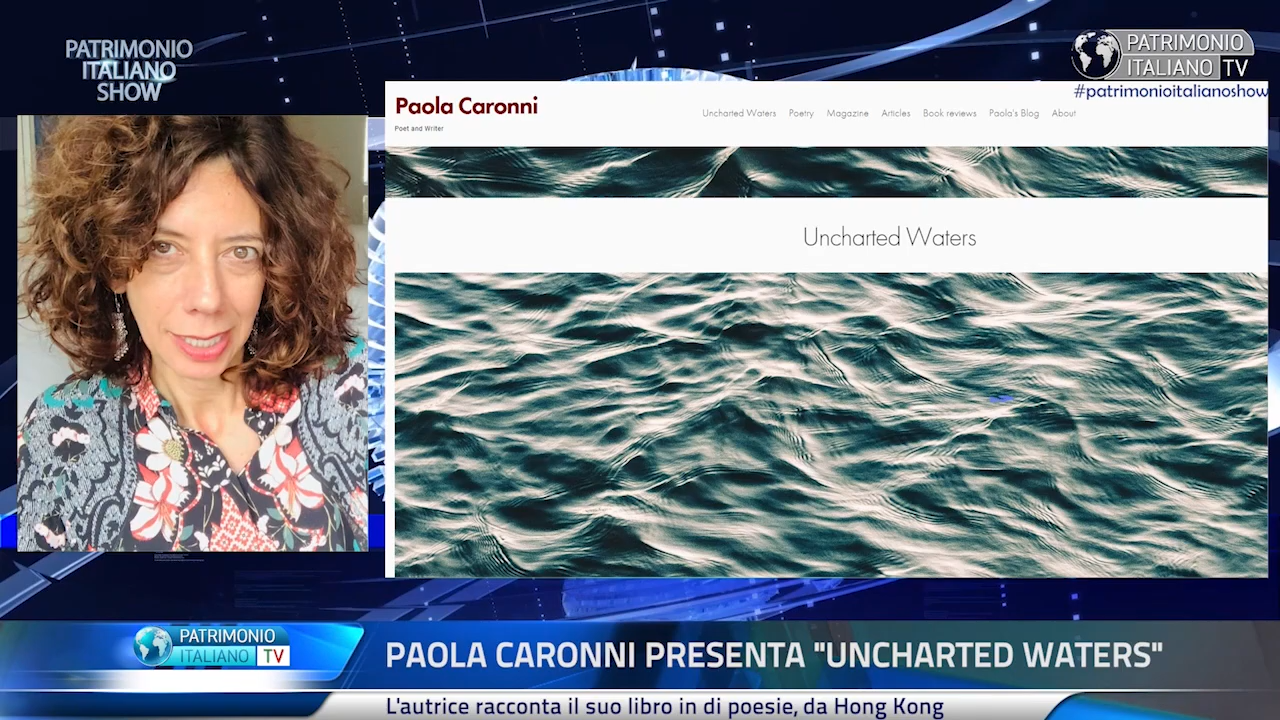 PATRIMONIO
ITALIANO
SHOW
PATRIMONIO
ITALIANO TV
#patrimonioitalianoshow
Paola Caronni
Poet and Writer
Uncharted Waters Poetry Magazine Articles Book reviews Paola's Blog About
Uncharted Waters
PATRIMONIO
ITALIANO TV
PAOLA CARONNI PRESENTA "UNCHARTED WATERS"
L'autrice racconta il suo libro in di poesie, da Hong Kong